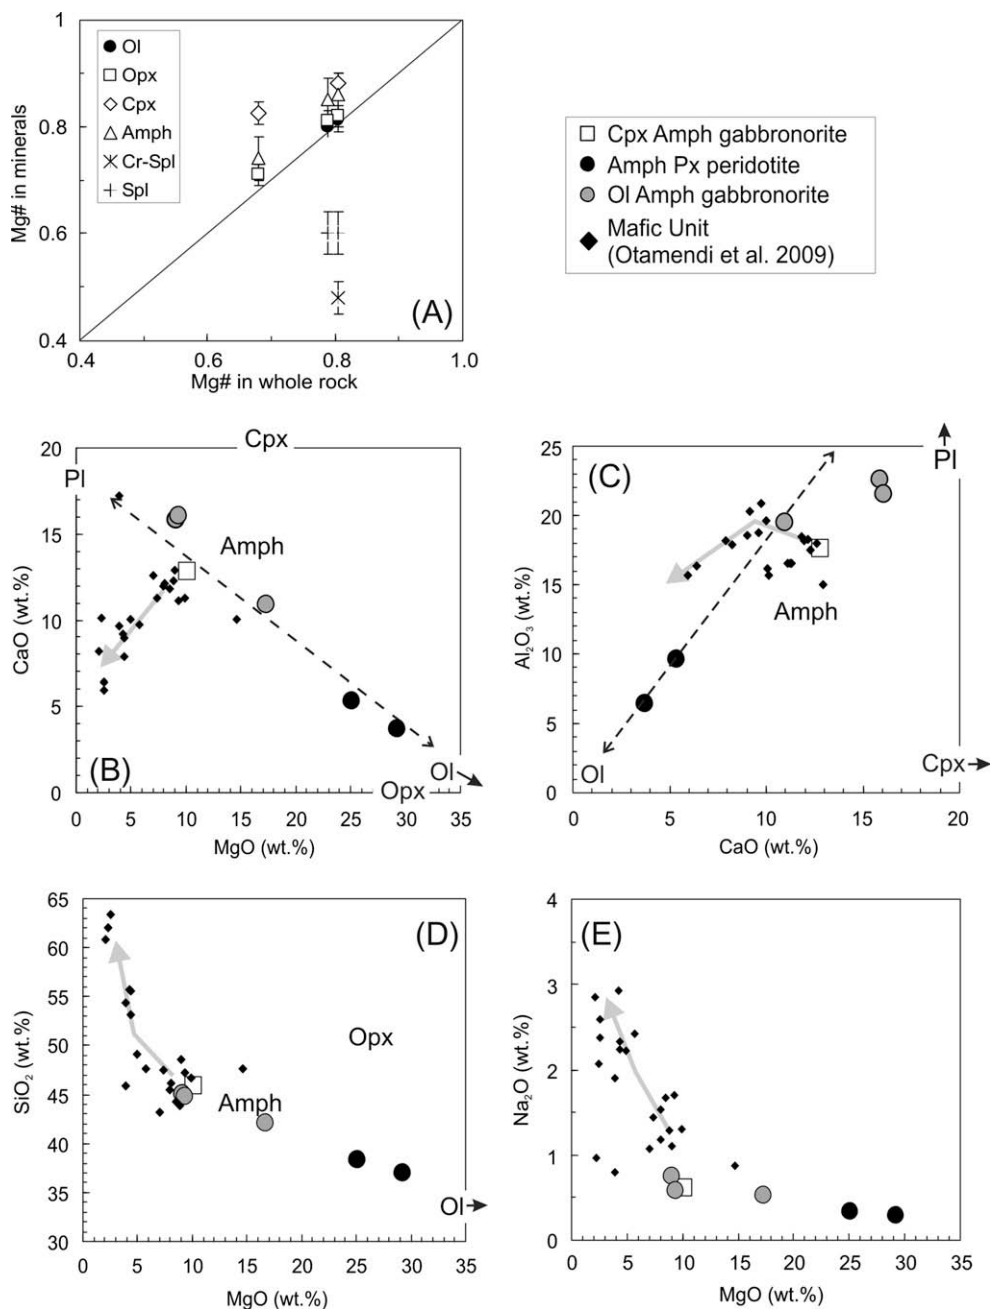 1
0.8
0.6
0.4
Mg# in minerals
Ol
Opx
Cpx
Amph
Cr-Spl
Spl
(A)
0.4
0.6
0.8
1.0
Mg# in whole rock
Cpx Amph gabbronorite
Amph Px peridotite
Ol Amph gabbronorite
Mafic Unit
(Otamendi et al. 2009)
20
15
10
5
0
CaO (wt.%)
Cpx
Pl
Amph
(B)
Ol
Opx
0 5 10 15 20 25 30 35
MgO (wt.%)
25
20
15
10
5
0
Al2O3 (wt.%)
(C)
Pl
Amph
Ol
Cpx
0 5 10 15 20
CaO (wt.%)
65
60
55
50
45
40
35
30
SiO2 (wt.%)
(D)
Opx
Amph
Ol
0 5 10 15 20 25 30 35
MgO (wt.%)
4
3
2
1
0
Na2O (wt.%)
(E)
0 5 10 15 20 25 30 35
MgO (wt.%)